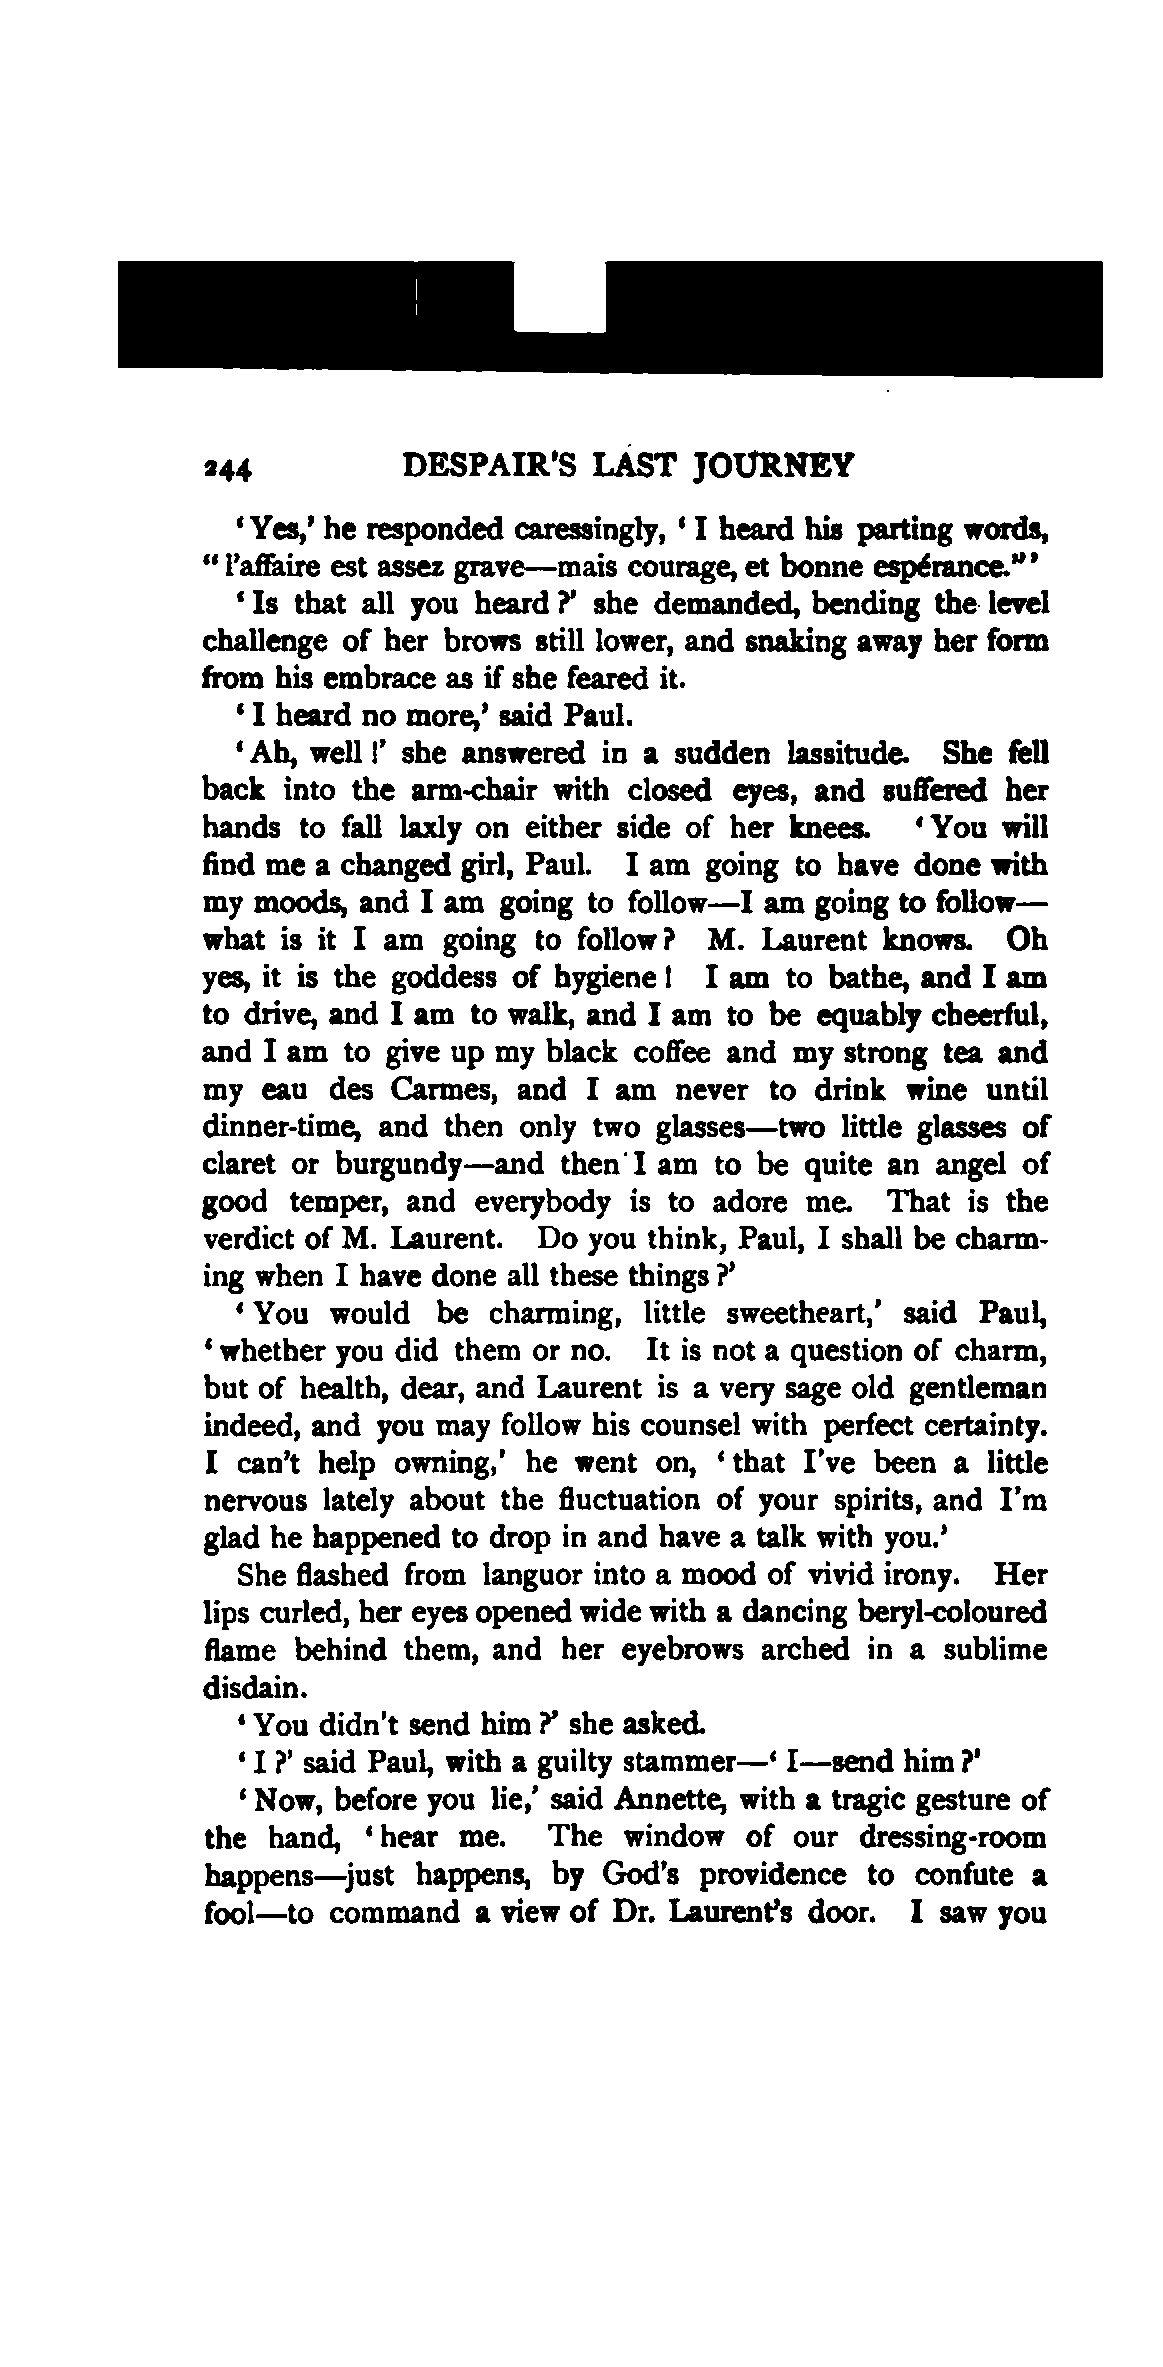 244 DESPAIR'S LAST JOURNEY
‘Yes,’ he responded caressingly, ‘I heard his parting words,
“l’affaire est assez grave—mais courage, et bonne espérance.”’
‘Is that all you heard?’ she demanded, bending the level
challenge of her brows still lower, and snaking away her form
from his embrace as if she feared it.
‘I heard no more,’ said Paul.
‘Ah, well!’ she answered in a sudden lassitude. She fell
back into the arm-chair with closed eyes, and suffered her
hands to fall laxly on either side of her knees. ‘You will
find me a changed girl, Paul. I am going to have done with
my moods, and I am going to follow—I am going to follow—
what is it I am going to follow? M. Laurent knows. Oh
yes, it is the goddess of hygiene! I am to bathe, and I am
to drive, and I am to walk, and I am to be equably cheerful,
and I am to give up my black coffee and my strong tea and
my eau des Carmes, and I am never to drink wine until
dinner-time, and then only two glasses—two little glasses of
claret or burgundy—and then I am to be quite an angel of
good temper, and everybody is to adore me. That is the
verdict of M. Laurent. Do you think, Paul, I shall be charm-
ing when I have done all these things?’
‘You would be charming, little sweetheart,’ said Paul,
‘whether you did them or no. It is not a question of charm,
but of health, dear, and Laurent is a very sage old gentleman
indeed, and you may follow his counsel with perfect certainty.
I can't help owning,’ he went on, ‘that I've been a little
nervous lately about the fluctuation of your spirits, and I'm
glad he happened to drop in and have a talk with you.’
She flashed from languor into a mood of vivid irony. Her
lips curled, her eyes opened wide with a dancing beryl-coloured
flame behind them, and her eyebrows arched in a sublime
disdain.
‘You didn't send him?’ she asked.
‘I?’ said Paul, with a guilty stammer—‘I—send him?’
‘Now, before you lie,’ said Annette, with a tragic gesture of
the hand, ‘hear me. The window of our dressing-room
happens—just happens, by God's providence to confute a
fool—to command a view of Dr. Laurent's door. I saw you